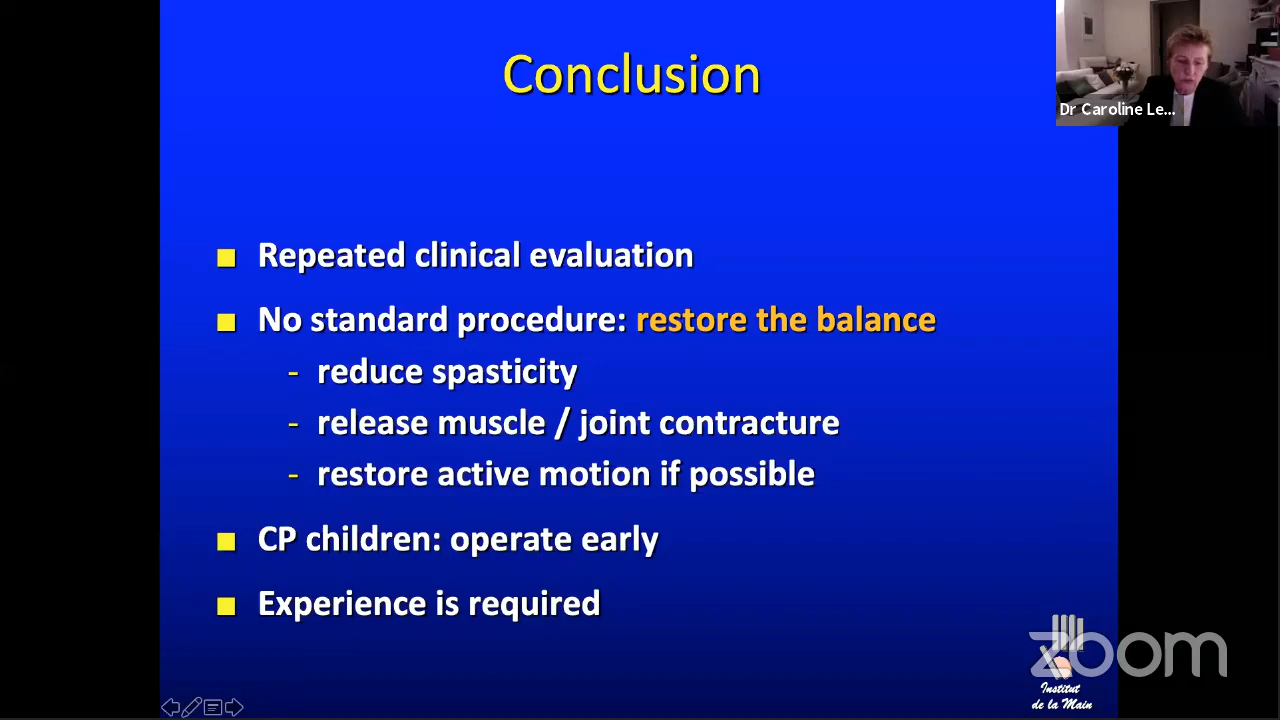 Conclusion
Dr Caroline Le...
■ Repeated clinical evaluation
■ No standard procedure: restore the balance
- reduce spasticity
- release muscle / joint contracture
- restore active motion if possible
■ CP children: operate early
■ Experience is required
zoom
Institut
de la Main